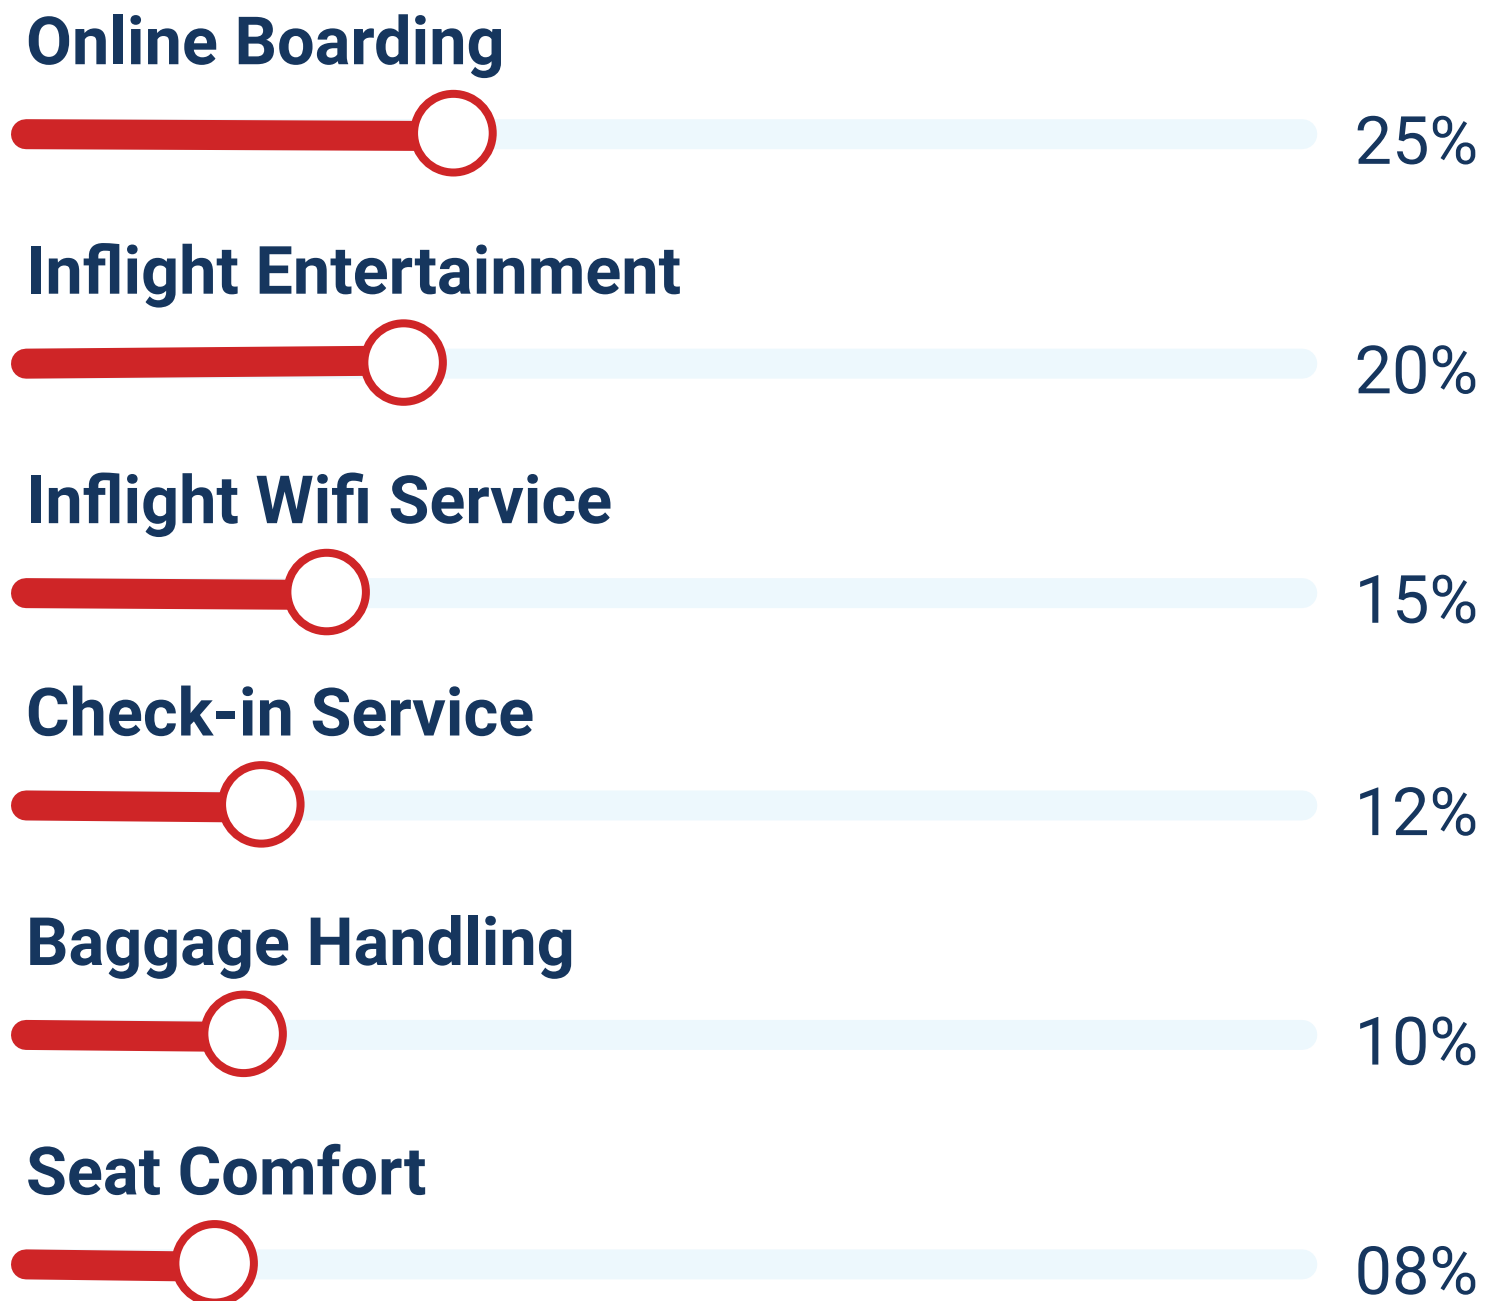 Online Boarding
25%
Inflight Entertainment
20%
Inflight Wifi Service
15%
Check-in Service
12%
Baggage Handling
10%
Seat Comfort
08%